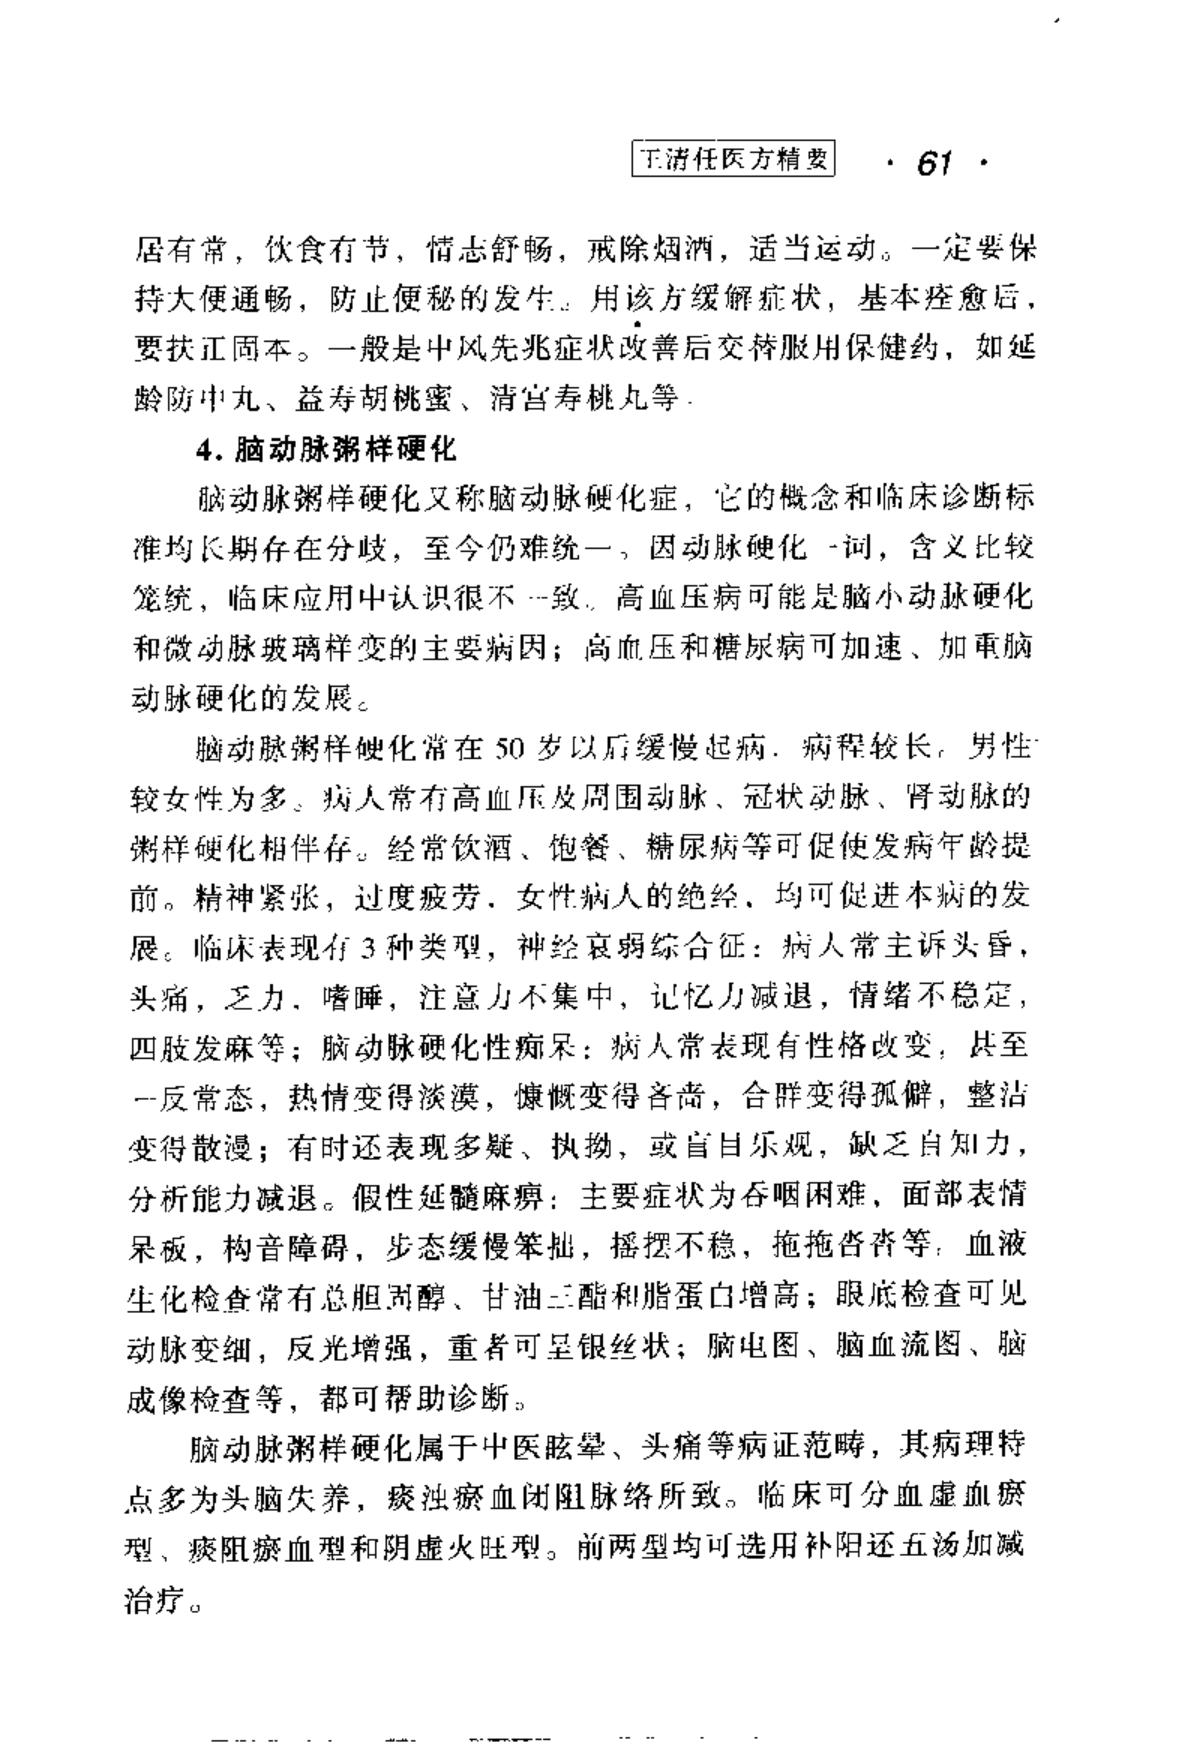 王清任医方精要 · 61 ·
居有常，饮食有节，情志舒畅，戒除烟酒，适当运动。一定要保
持大便通畅，防止便秘的发生。用该方缓解症状，基本痊愈后，
要扶正固本。一般是中风先兆症状改善后交替服用保健药，如延
龄防中丸、益寿胡桃蜜、清宫寿桃丸等.
4. 脑动脉粥样硬化
脑动脉粥样硬化又称脑动脉硬化症，它的概念和临床诊断标
准均长期存在分歧，至今仍难统一。因动脉硬化一词，含义比较
笼统，临床应用中认识很不一致。高血压病可能是脑小动脉硬化
和微动脉玻璃样变的主要病因；高血压和糖尿病可加速、加重脑
动脉硬化的发展。
脑动脉粥样硬化常在 50 岁以后缓慢起病．病程较长。男性
较女性为多。病人常有高血压及周围动脉、冠状动脉、肾动脉的
粥样硬化相伴存。经常饮酒、饱餐、糖尿病等可促使发病年龄提
前。精神紧张，过度疲劳．女性病人的绝经，均可促进本病的发
展。临床表现有 3 种类型，神经衰弱综合征：病人常主诉头昏，
头痛，乏力．嗜睡，注意力不集中，记忆力减退，情绪不稳定，
四肢发麻等；脑动脉硬化性痴呆：病人常表现有性格改变，甚至
一反常态，热情变得淡漠，慷慨变得吝啬，合群变得孤僻，整洁
变得散漫；有时还表现多疑、执拗，或盲目乐观，缺乏自知力，
分析能力减退。假性延髓麻痹：主要症状为吞咽困难，面部表情
呆板，构音障碍，步态缓慢笨拙，摇摆不稳，拖拖沓沓等。血液
生化检查常有总胆固醇、甘油三酯和脂蛋白增高；眼底检查可见
动脉变细，反光增强，重者可呈银丝状；脑电图、脑血流图、脑
成像检查等，都可帮助诊断。
脑动脉粥样硬化属于中医眩晕、头痛等病证范畴，其病理特
点多为头脑失养，痰浊瘀血闭阻脉络所致。临床可分血虚血瘀
型、痰阻瘀血型和阴虚火旺型。前两型均可选用补阳还五汤加减
治疗。